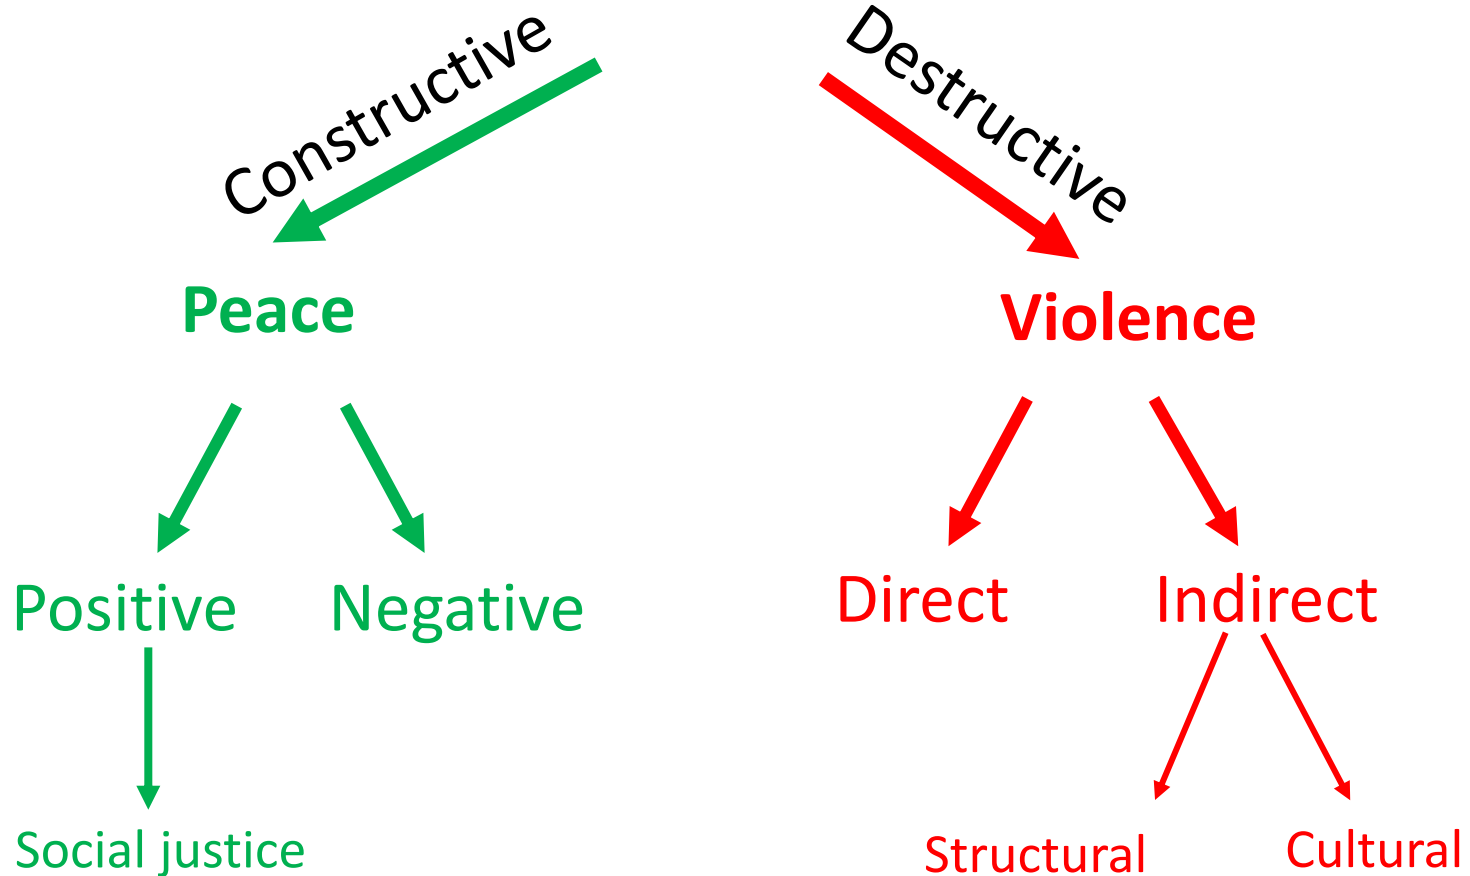 Constructive
Destructive
Peace
Violence
Positive
Negative
Direct
Indirect
Social justice
Structural
Cultural